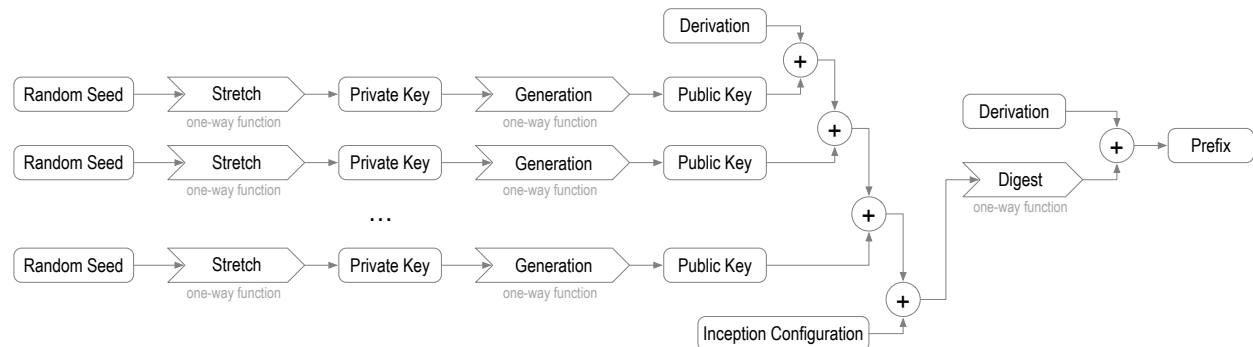 Derivation
+
Random Seed
Stretch
one-way function
Private Key
Generation
one-way function
Public Key
+
Random Seed
Stretch
one-way function
Private Key
Generation
one-way function
Public Key
...
+
Random Seed
Stretch
one-way function
Private Key
Generation
one-way function
Public Key
+
Inception Configuration
Derivation
+
Prefix
Digest
one-way function